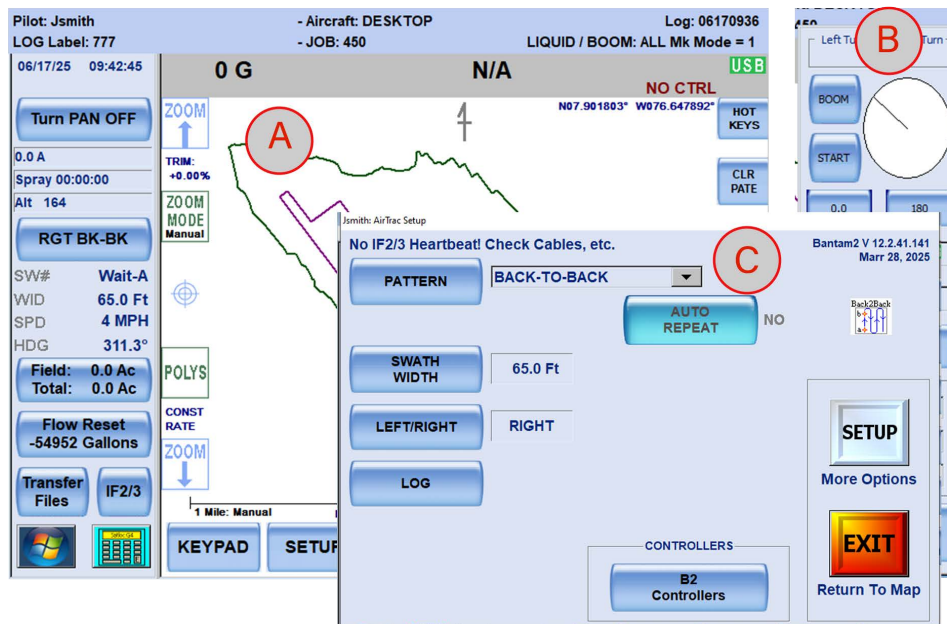 Pilot: Jsmith
- Aircraft: DESKTOP
Log: 06170936
LOG Label: 777
- JOB: 450
LIQUID / BOOM: ALL Mk Mode = 1
06/17/25 09:42:45
0 G
N/A
USB
NO CTRL
N07.901803° W076.647892°
Turn PAN OFF
0.0 A
Spray 00:00:00
Alt 164
RGT BK-BK
SW# Wait-A
WID 65.0 Ft
SPD 4 MPH
HDG 311.3°
Field: 0.0 Ac
Total: 0.0 Ac
Flow Reset
-54952 Gallons
Transfer
Files
IF2/3
ZOOM
TRIM:
+0.00%
ZOOM
MODE
Manual
POLYS
CONST
RATE
ZOOM
1 Mile: Manual
KEYPAD
HOT
KEYS
CLR
PATE
A
B
Left Tu
Turn
BOOM
START
0.0
180
Jsmith: AirTrac Setup
No IF2/3 Heartbeat! Check Cables, etc.
C
Bantam2 V 12.2.41.141
Marr 28, 2025
PATTERN
BACK-TO-BACK
AUTO
REPEAT
NO
Back2Back
b
a
SWATH
WIDTH
65.0 Ft
LEFT/RIGHT
RIGHT
LOG
SETUP
More Options
EXIT
Return To Map
CONTROLLERS
B2
Controllers